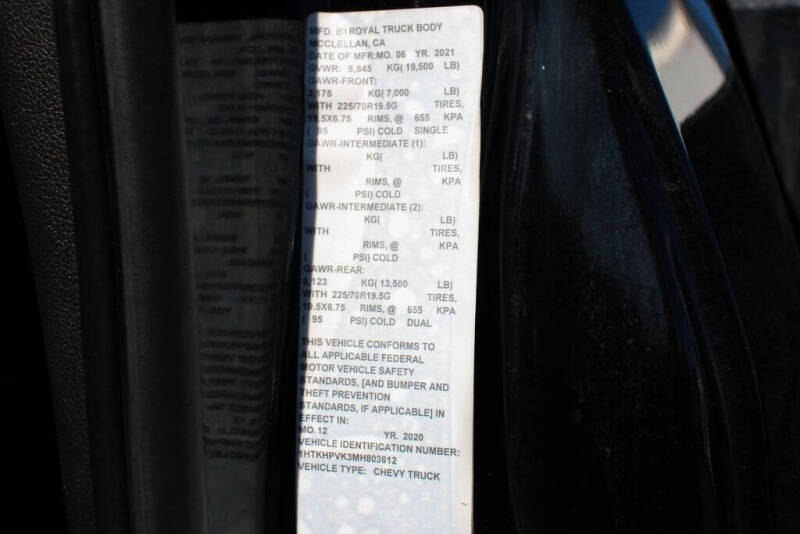 MFD. BY ROYAL TRUCK BODY
MCCLELLAN, CA
DATE OF MFR:MO. 06 YR. 2021
GVWR: 8,845 KG( 19,500 LB)
GAWR-FRONT:
3,175 KG( 7,000 LB)
WITH 225/70R19.5G TIRES,
19.5X6.75 RIMS, @ 655 KPA
( 95 PSI) COLD SINGLE
GAWR-INTERMEDIATE (1):
KG( LB)
WITH TIRES,
RIMS, @ KPA
( PSI) COLD
GAWR-INTERMEDIATE (2):
KG( LB)
WITH TIRES,
RIMS, @ KPA
( PSI) COLD
GAWR-REAR:
6,123 KG( 13,500 LB)
WITH 225/70R19.5G TIRES,
19.5X6.75 RIMS, @ 655 KPA
( 95 PSI) COLD DUAL
THIS VEHICLE CONFORMS TO
ALL APPLICABLE FEDERAL
MOTOR VEHICLE SAFETY
STANDARDS, [AND BUMPER AND
THEFT PREVENTION
STANDARDS, IF APPLICABLE] IN
EFFECT IN:
MO. 12 YR. 2020
VEHICLE IDENTIFICATION NUMBER:
1HTKHPVK3MH803612
VEHICLE TYPE: CHEVY TRUCK